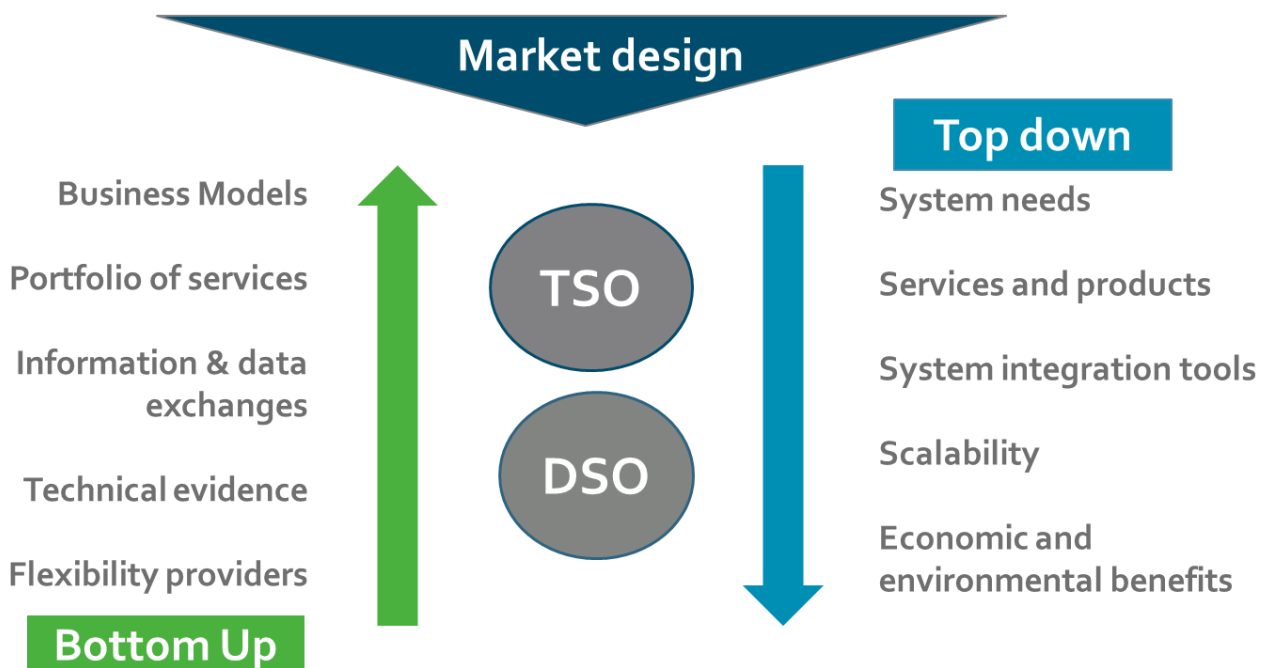 Market design
Top down
Business Models
Portfolio of services
Information & data
exchanges
Technical evidence
Flexibility providers
Bottom Up
TSO
DSO
System needs
Services and products
System integration tools
Scalability
Economic and
environmental benefits